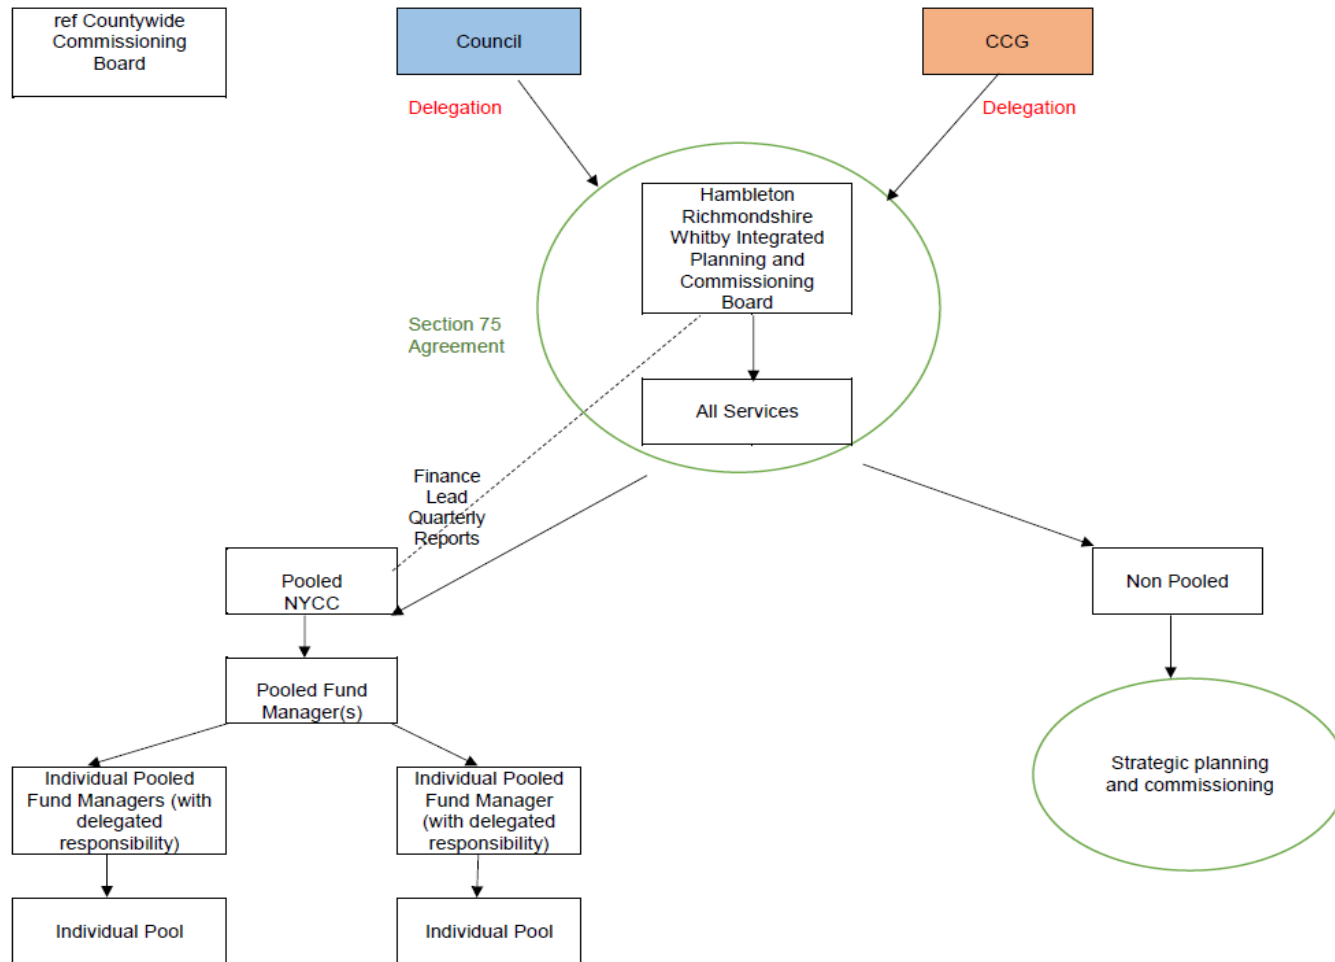 ref Countywide
Commissioning
Board
Council
CCG
Delegation
Delegation
Hambleton
Richmondshire
Whitby Integrated
Planning and
Commissioning
Board
Section 75
Agreement
All Services
Finance
Lead
Quarterly
Reports
Pooled
NYCC
Non Pooled
Pooled Fund
Manager(s)
Individual Pooled
Fund Managers (with
delegated
responsibility)
Individual Pooled
Fund Manager
(with delegated
responsibility)
Strategic planning
and commissioning
Individual Pool
Individual Pool